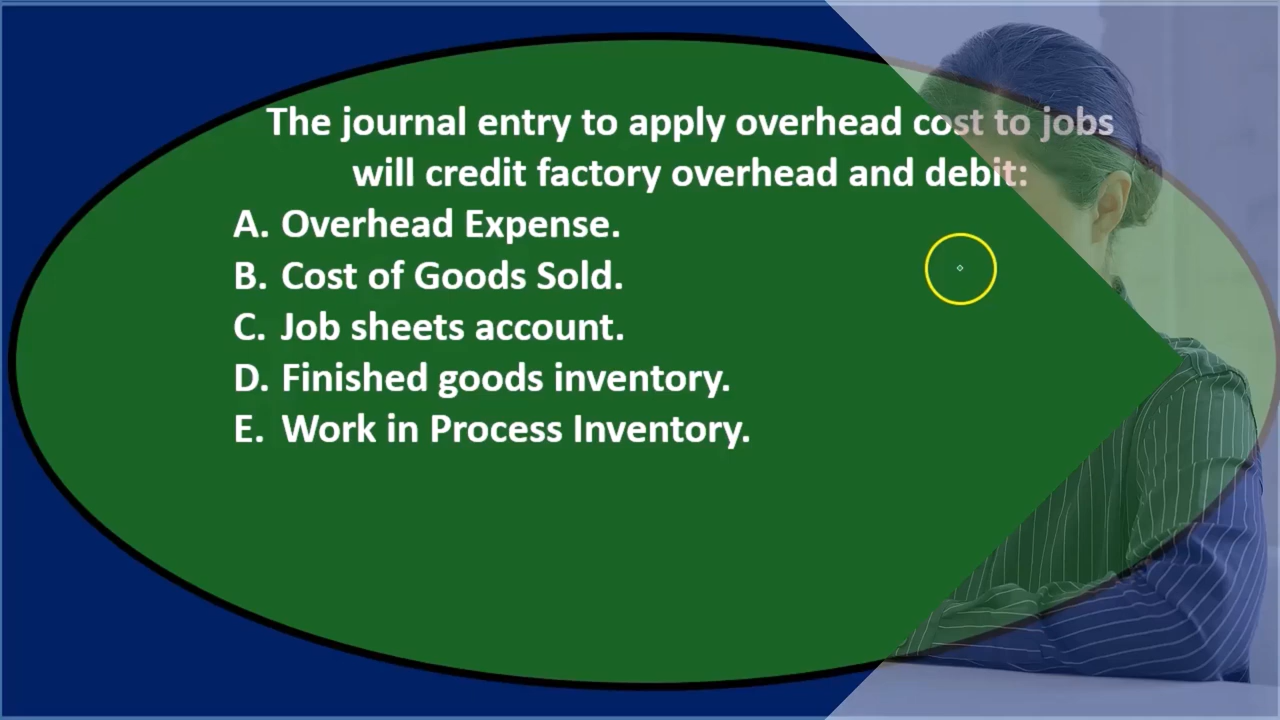 The journal entry to apply overhead cost to jobs
will credit factory overhead and debit:
A. Overhead Expense.
B. Cost of Goods Sold.
C. Job sheets account.
D. Finished goods inventory.
E. Work in Process Inventory.